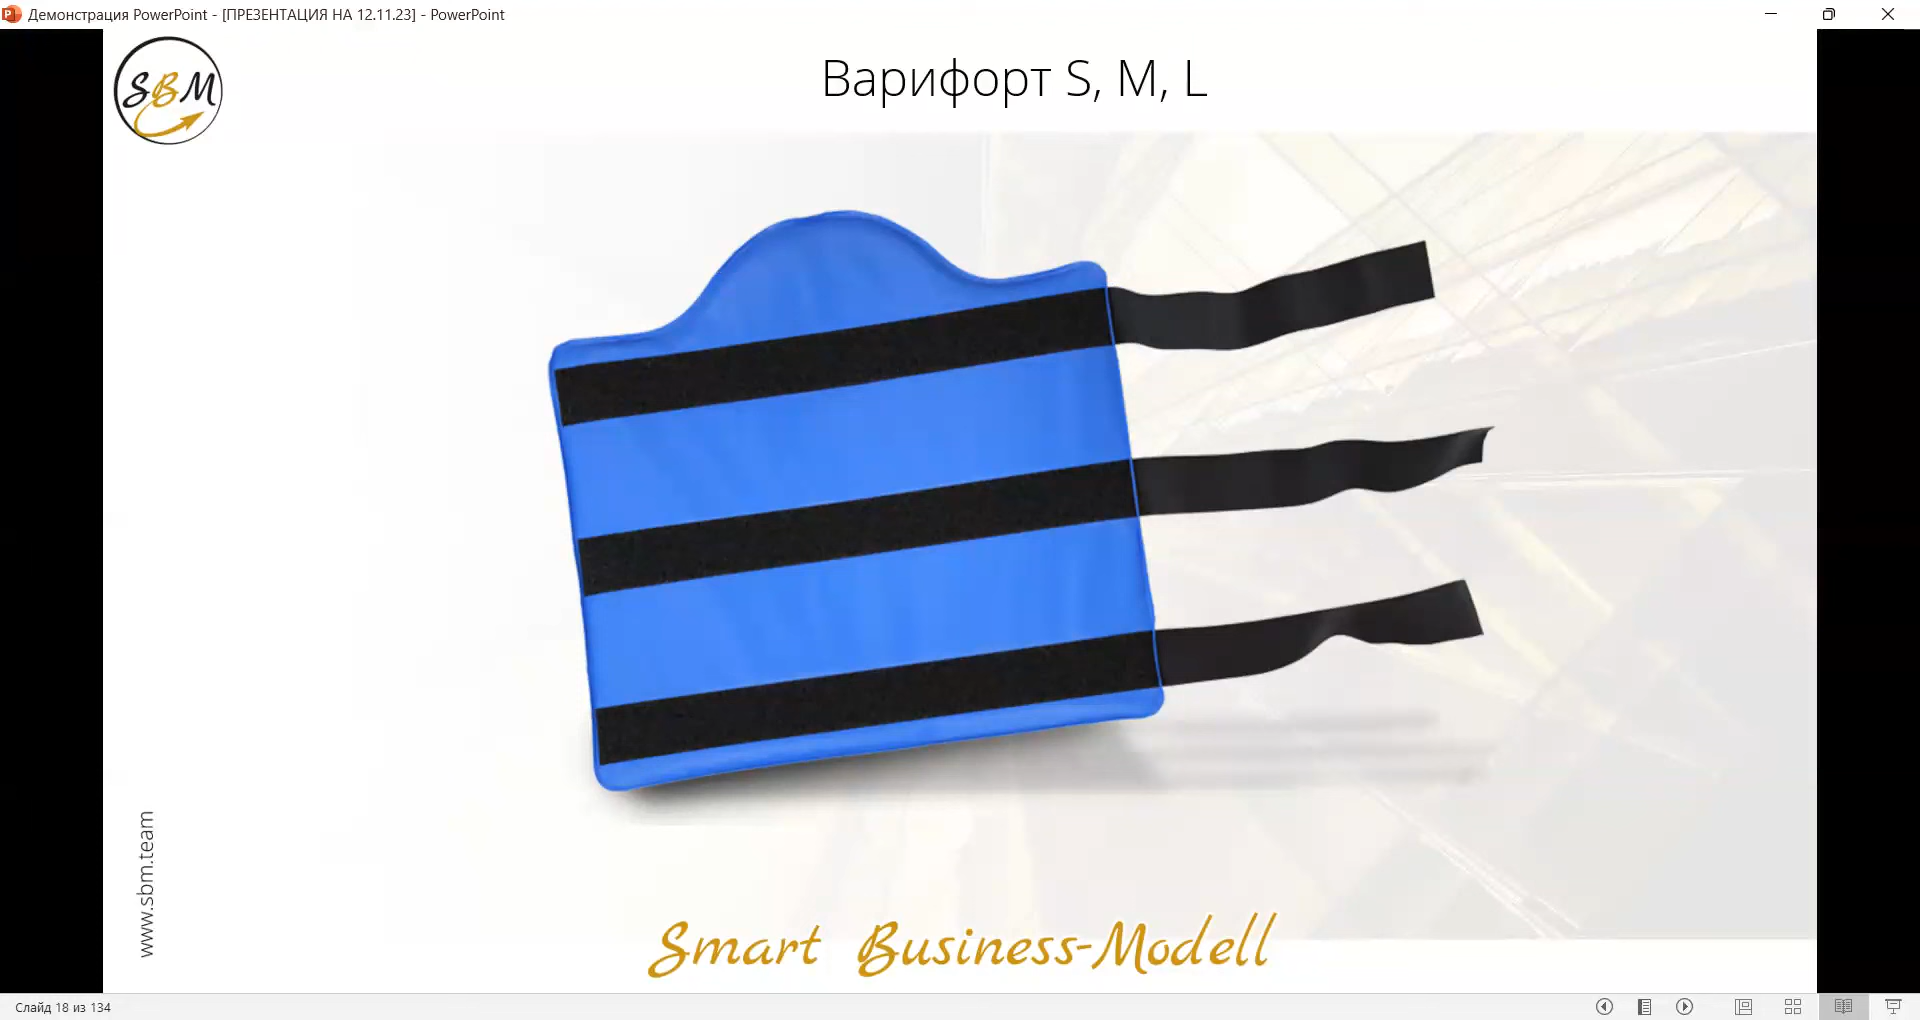 Демонстрация PowerPoint - [ПРЕЗЕНТАЦИЯ НА 12.11.23] - PowerPoint
SBM
Варифорт S, M, L
www.sbm.team
Smart Business-Modell
Слайд 18 из 134